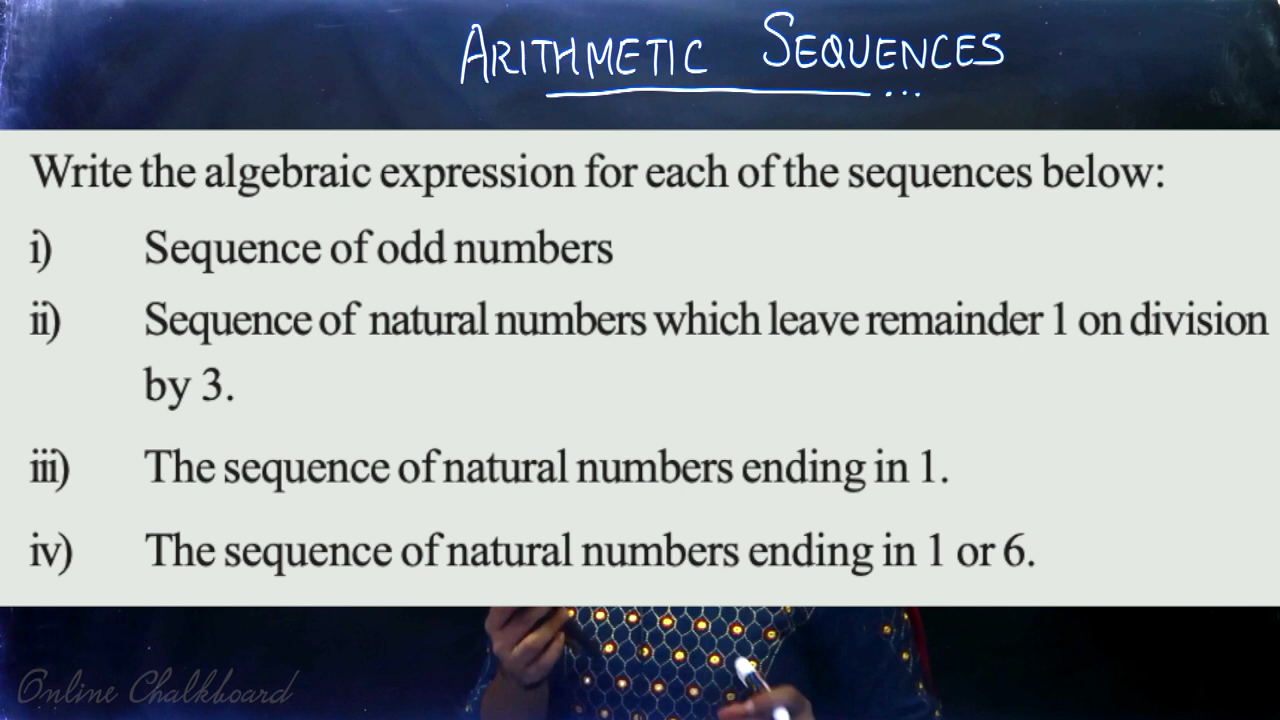 ARITHMETIC SEQUENCES ...
Write the algebraic expression for each of the sequences below:
i) Sequence of odd numbers
ii) Sequence of natural numbers which leave remainder 1 on division
by 3.
iii) The sequence of natural numbers ending in 1.
iv) The sequence of natural numbers ending in 1 or 6.
Online Chalkboard